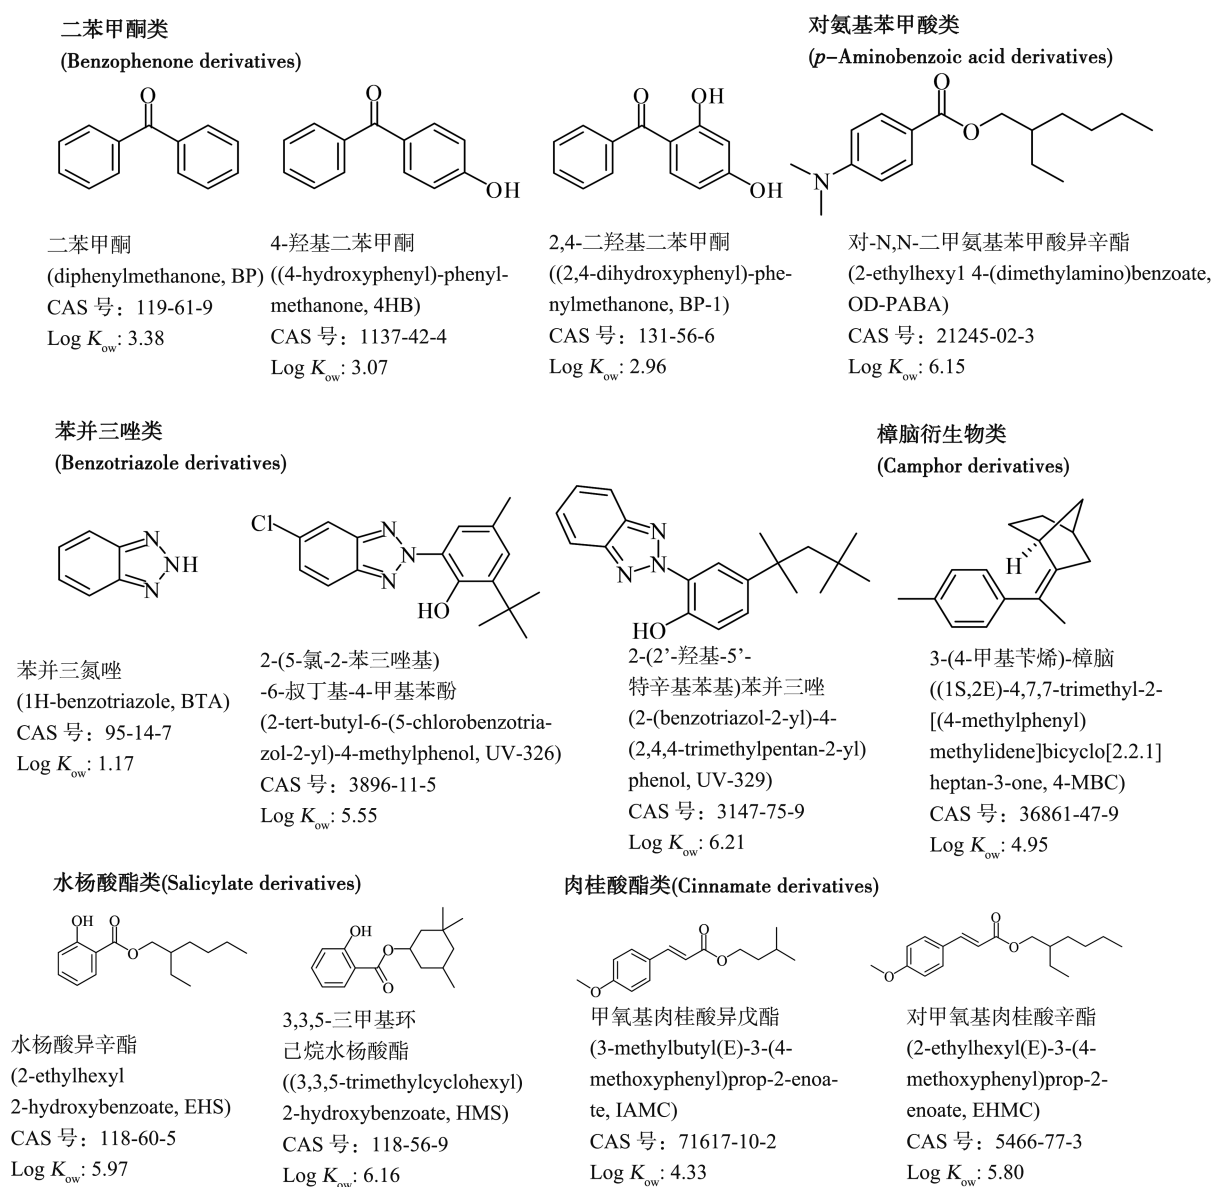 二苯甲酮类
(Benzophenone derivatives)
对氨基苯甲酸类
(p-Aminobenzoic acid derivatives)
O
O
OH
O
OH
OH
O
O
N
二苯甲酮
(diphenylmethanone, BP)
CAS 号：119-61-9
Log Kow: 3.38
4-羟基二苯甲酮
((4-hydroxyphenyl)-phenyl-
methanone, 4HB)
CAS 号：1137-42-4
Log Kow: 3.07
2,4-二羟基二苯甲酮
((2,4-dihydroxyphenyl)-phe-
nylmethanone, BP-1)
CAS 号：131-56-6
Log Kow: 2.96
对-N,N-二甲氨基苯甲酸异辛酯
(2-ethylhexy1 4-(dimethylamino)benzoate,
OD-PABA)
CAS 号：21245-02-3
Log Kow: 6.15
苯并三唑类
(Benzotriazole derivatives)
樟脑衍生物类
(Camphor derivatives)
N
NH
N
Cl
N
N
N
HO
N
N
N
HO
H
苯并三氮唑
(1H-benzotriazole, BTA)
CAS 号：95-14-7
Log Kow: 1.17
2-(5-氯-2-苯三唑基)
-6-叔丁基-4-甲基苯酚
(2-tert-butyl-6-(5-chlorobenzotria-
zol-2-yl)-4-methylphenol, UV-326)
CAS 号：3896-11-5
Log Kow: 5.55
2-(2’-羟基-5’-
特辛基苯基)苯并三唑
(2-(benzotriazol-2-yl)-4-
(2,4,4-trimethylpentan-2-yl)
phenol, UV-329)
CAS 号：3147-75-9
Log Kow: 6.21
3-(4-甲基苄烯)-樟脑
((1S,2E)-4,7,7-trimethyl-2-
[(4-methylphenyl)
methylidene]bicyclo[2.2.1]
heptan-3-one, 4-MBC)
CAS 号：36861-47-9
Log Kow: 4.95
水杨酸酯类(Salicylate derivatives)
肉桂酸酯类(Cinnamate derivatives)
OH
O
O
OH
O
O
O
O
O
O
O
O
水杨酸异辛酯
(2-ethylhexyl
2-hydroxybenzoate, EHS)
CAS 号：118-60-5
Log Kow: 5.97
3,3,5-三甲基环
己烷水杨酸酯
((3,3,5-trimethylcyclohexyl)
2-hydroxybenzoate, HMS)
CAS 号：118-56-9
Log Kow: 6.16
甲氧基肉桂酸异戊酯
(3-methylbutyl(E)-3-(4-
methoxyphenyl)prop-2-enoa-
te, IAMC)
CAS 号：71617-10-2
Log Kow: 4.33
对甲氧基肉桂酸辛酯
(2-ethylhexyl(E)-3-(4-
methoxyphenyl)prop-2-
enoate, EHMC)
CAS 号：5466-77-3
Log Kow: 5.80